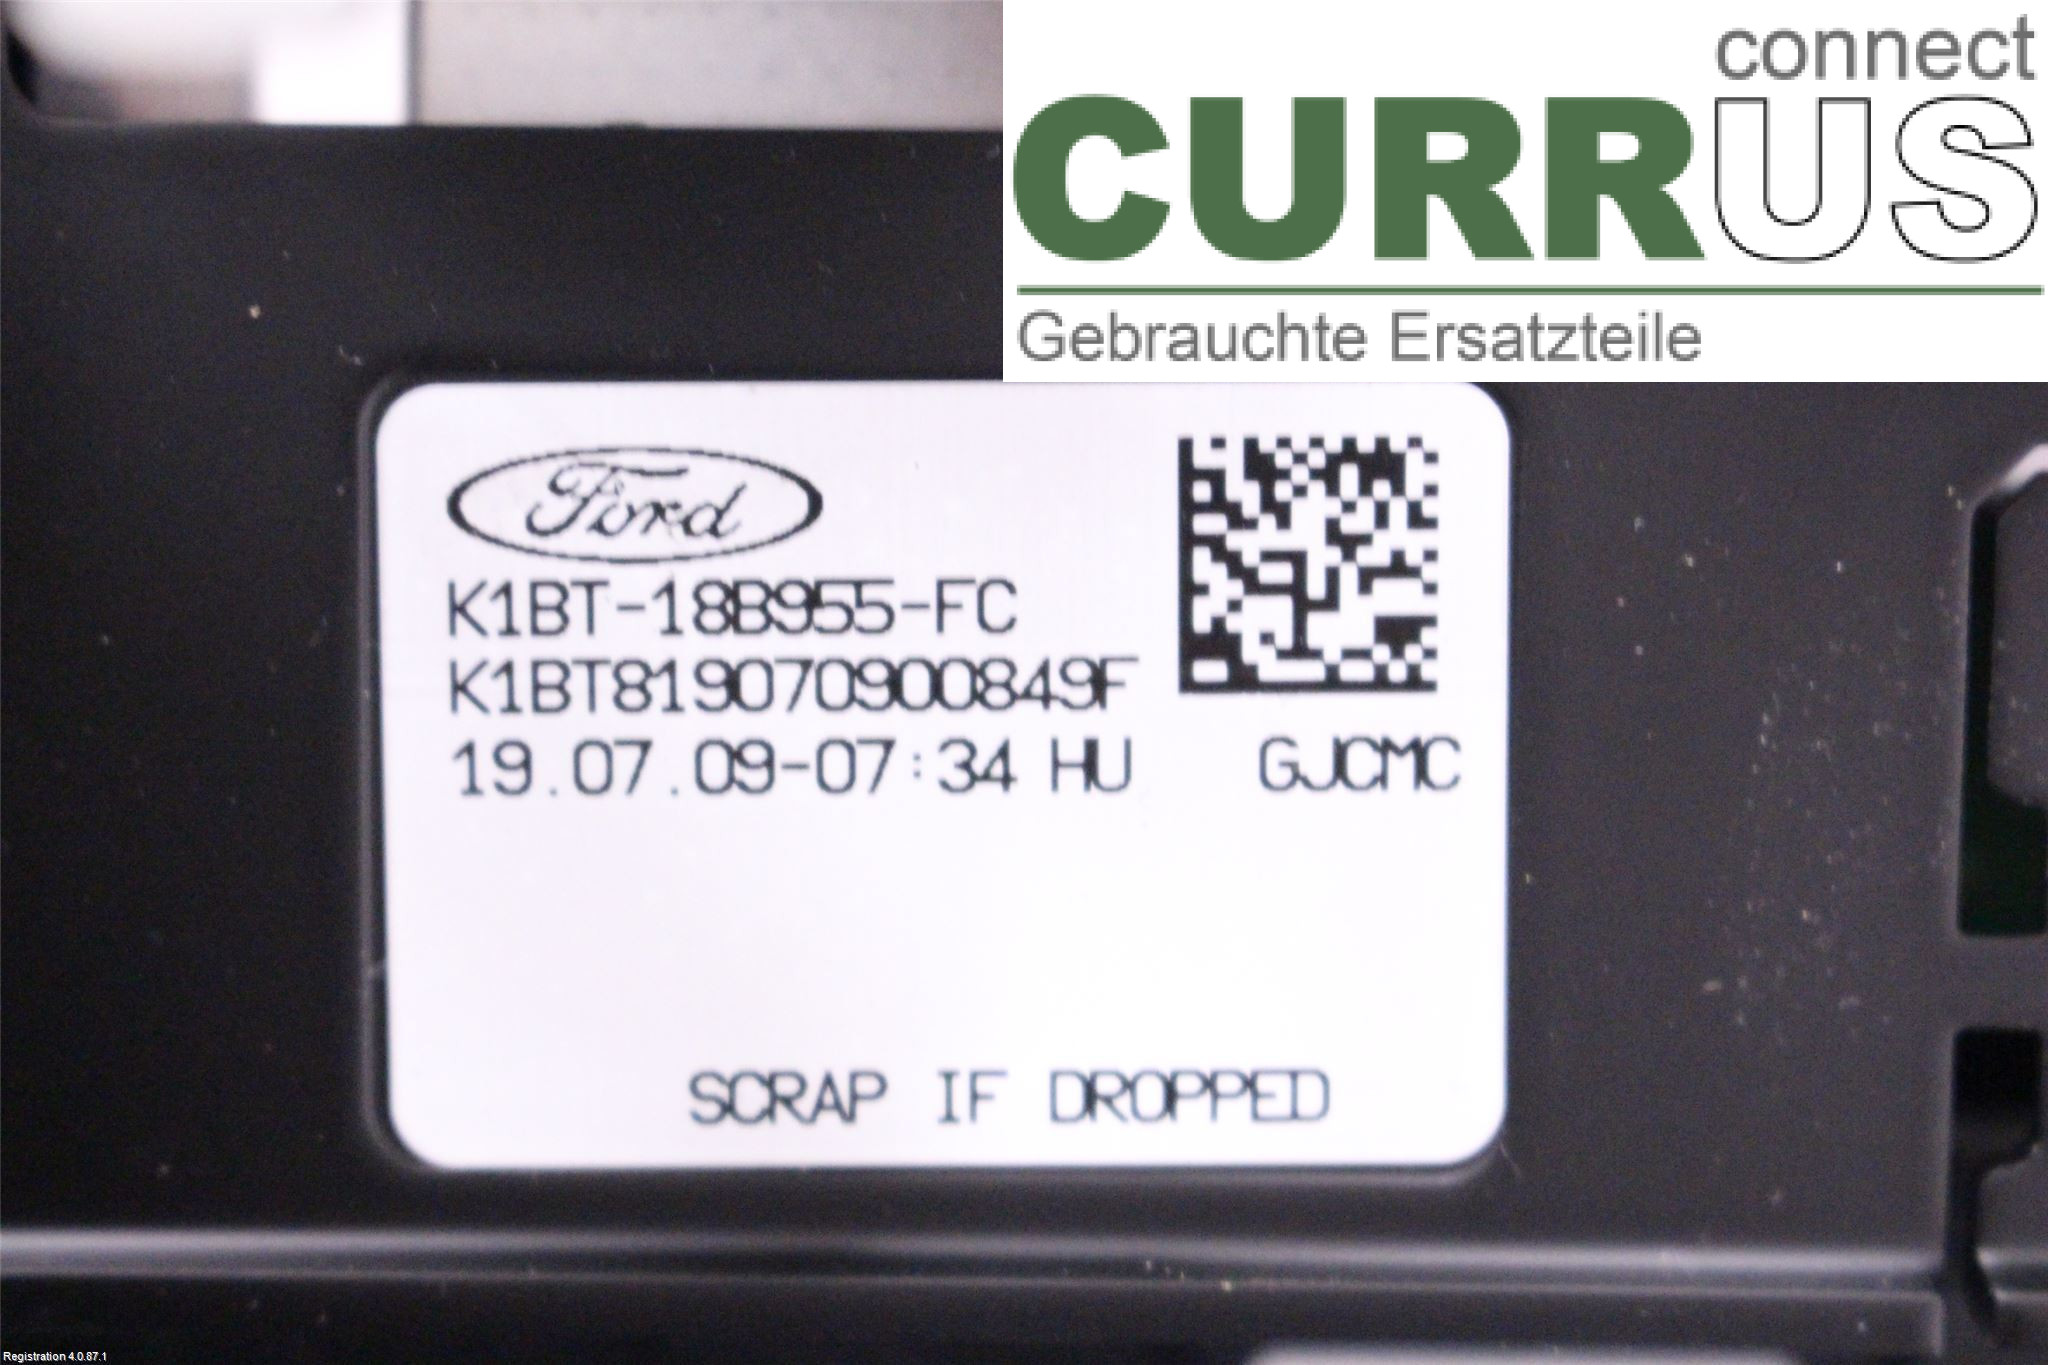 connect
CURRUS
Gebrauchte Ersatzteile
Ford
K1BT-18B955-FC
K1BT819070900849F
19.07.09-07:34 HU GJCMC
SCRAP IF DROPPED
Registration 4.0.87.1